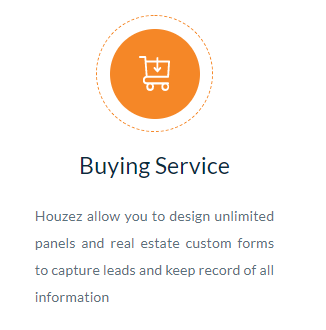 Buying Service
Houzez allow you to design unlimited
panels and real estate custom forms
to capture leads and keep record of all
information